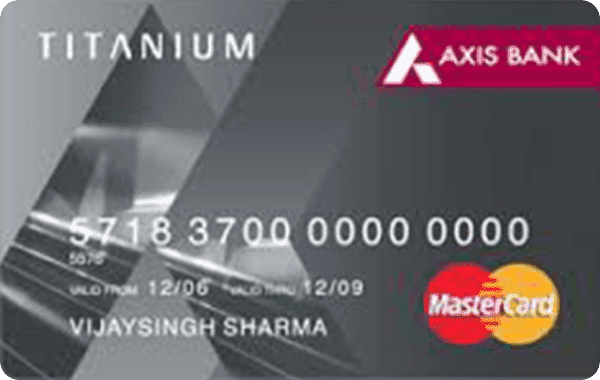 TITANIUM
AXIS BANK
5718 3700 0000 0000
5576
VALID FROM 12/06 VALID THRU 12/09
VIJAYSINGH SHARMA
MasterCard